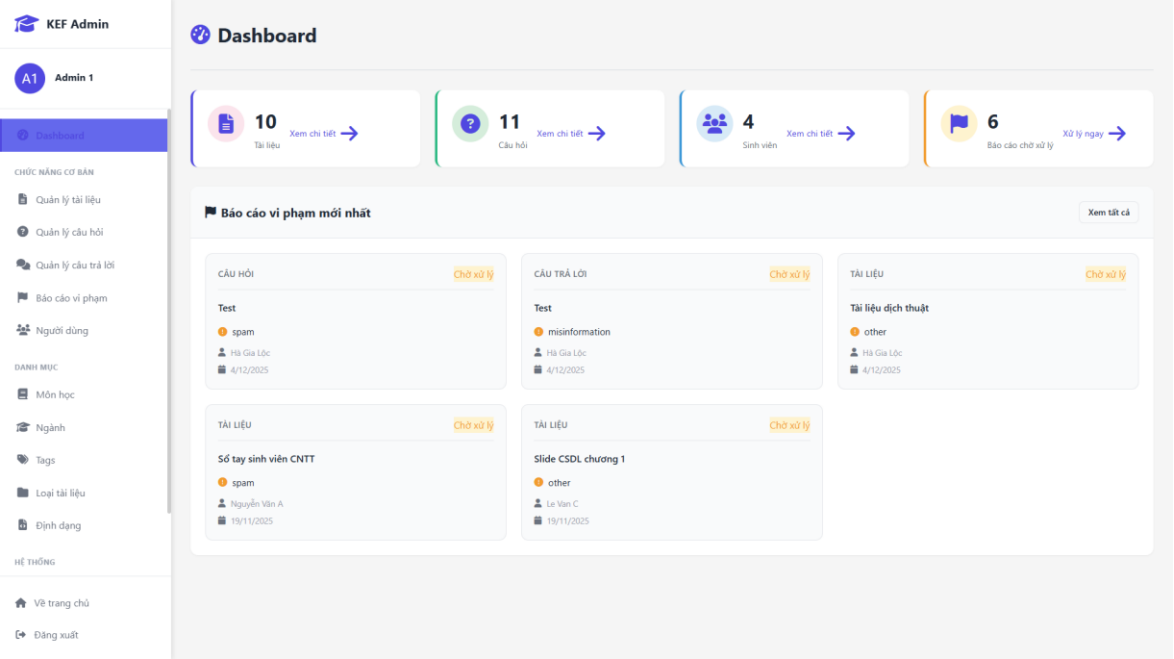 KEF Admin
A1
Admin 1
Dashboard
CHỨC NĂNG CƠ BẢN
Quản lý tài liệu
Quản lý câu hỏi
Quản lý câu trả lời
Báo cáo vi phạm
Người dùng
DANH MỤC
Môn học
Ngành
Tags
Loại tài liệu
Định dạng
HỆ THỐNG
Về trang chủ
Đăng xuất
Dashboard
10
Tài liệu
Xem chi tiết
11
Câu hỏi
Xem chi tiết
4
Sinh viên
Xem chi tiết
6
Báo cáo chờ xử lý
Xử lý ngay
Báo cáo vi phạm mới nhất
Xem tất cả
CÂU HỎI
Chờ xử lý
Test
spam
Hà Gia Lộc
4/12/2025
CÂU TRẢ LỜI
Chờ xử lý
Test
misinformation
Hà Gia Lộc
4/12/2025
TÀI LIỆU
Chờ xử lý
Tài liệu dịch thuật
other
Hà Gia Lộc
4/12/2025
TÀI LIỆU
Chờ xử lý
Sổ tay sinh viên CNTT
spam
Nguyễn Văn A
19/11/2025
TÀI LIỆU
Chờ xử lý
Slide CSDL chương 1
other
Le Van C
19/11/2025